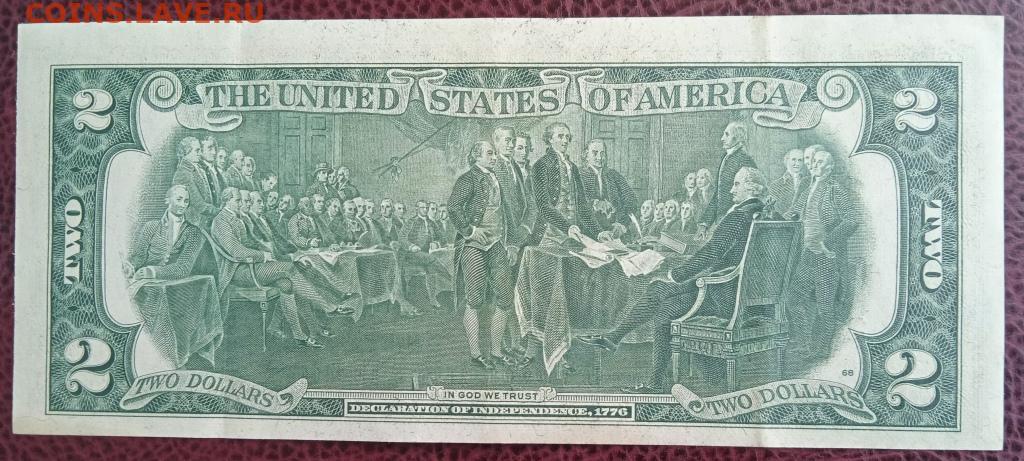 COINS.LAVE.RU
THE UNITED STATES OF AMERICA
2
2
TWO
TWO
2
2
68
TWO DOLLARS
IN GOD WE TRUST
TWO DOLLARS
DECLARATION OF INDEPENDENCE, 1776